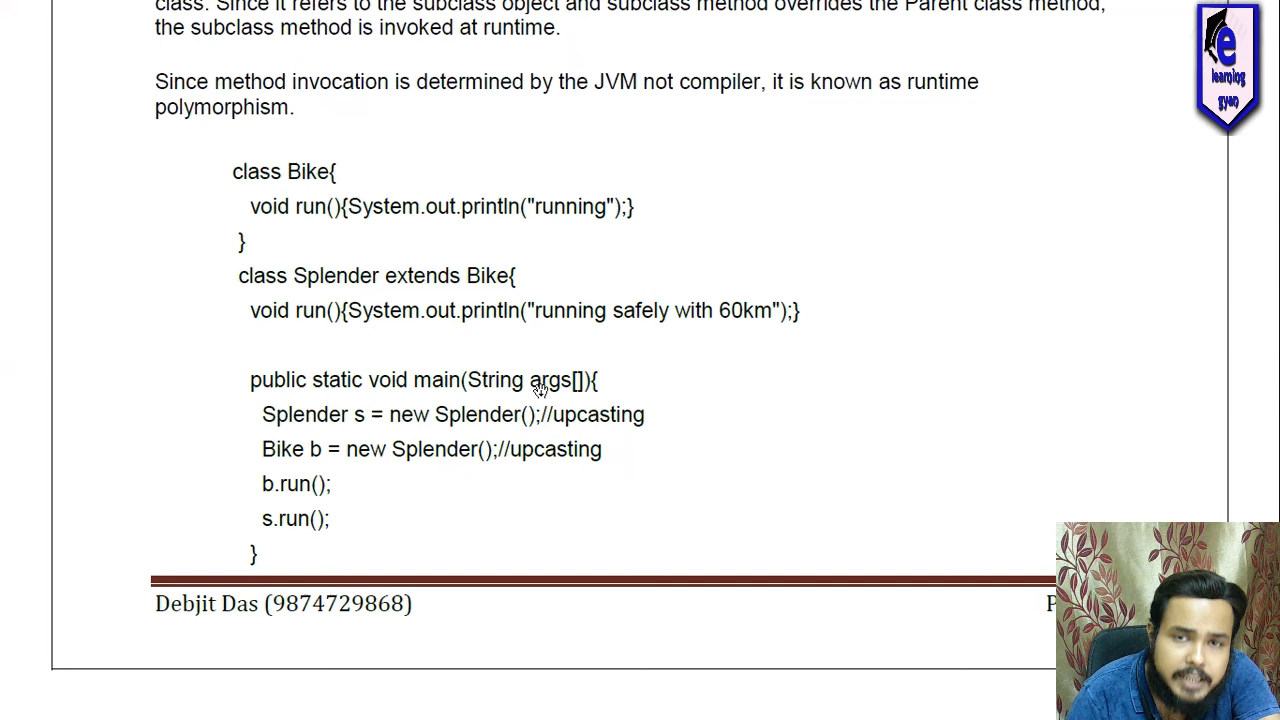 class. Since it refers to the subclass object and subclass method overrides the Parent class method,
the subclass method is invoked at runtime.
Since method invocation is determined by the JVM not compiler, it is known as runtime
polymorphism.
class Bike{
void run(){System.out.println("running");}
}
class Splender extends Bike{
void run(){System.out.println("running safely with 60km");}
public static void main(String args[]){
Splender s = new Splender();//upcasting
Bike b = new Splender();//upcasting
b.run();
s.run();
}
Debjit Das (9874729868)
P
e
learning
gyan